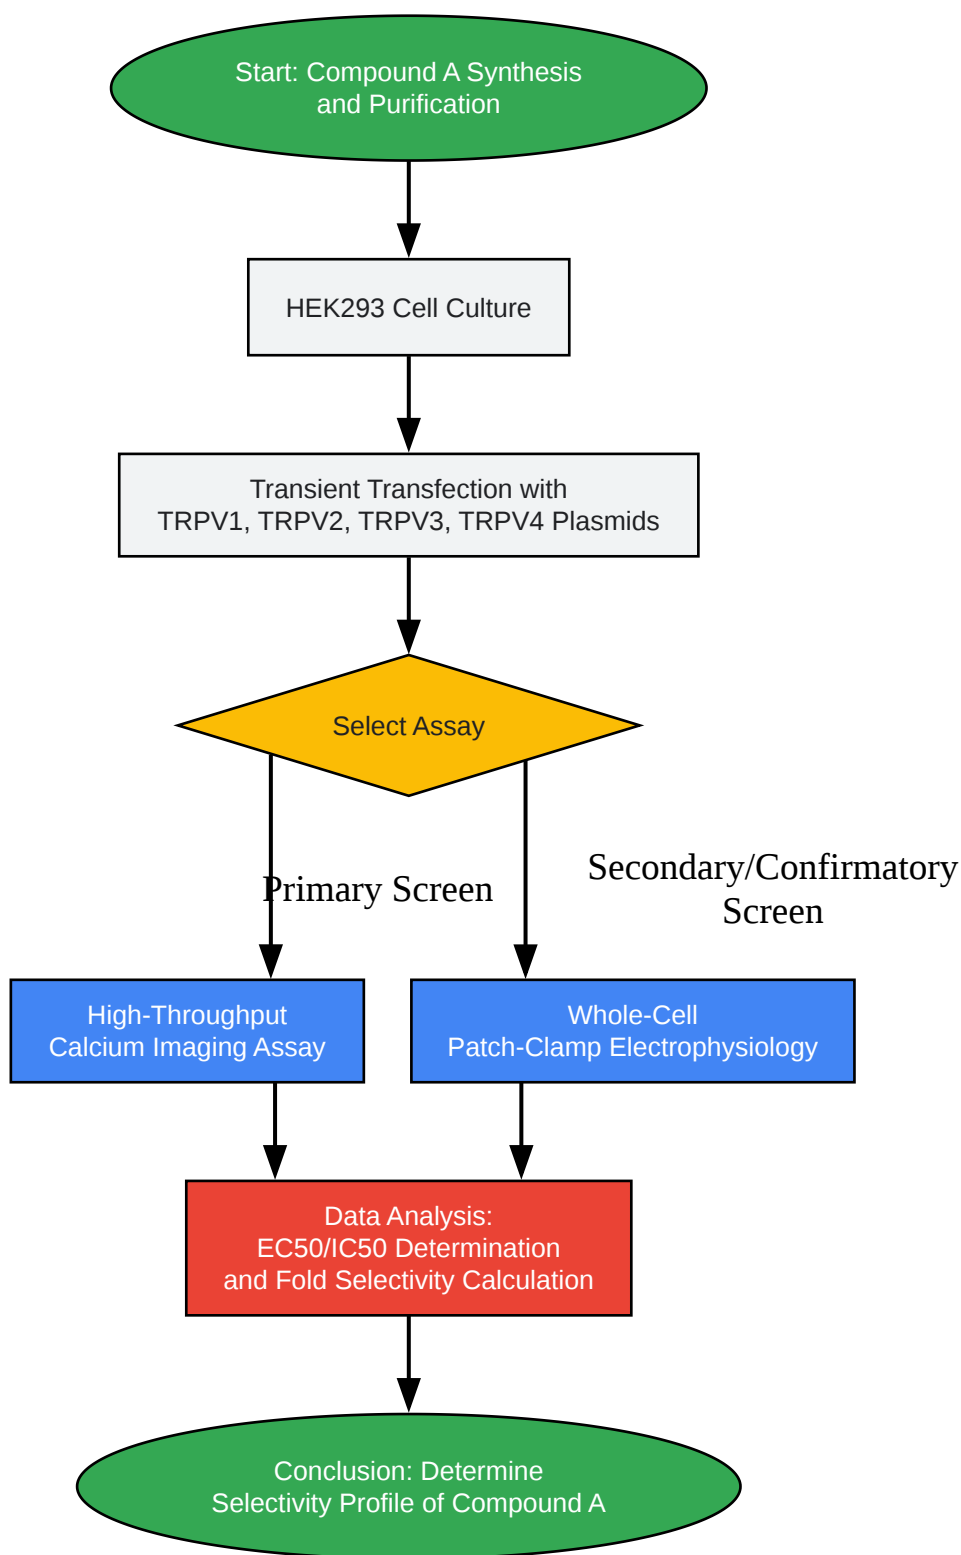 Start: Compound A Synthesis
and Purification
HEK293 Cell Culture
Transient Transfection with
TRPV1, TRPV2, TRPV3, TRPV4 Plasmids
Select Assay
Primary Screen
Secondary/Confirmatory
Screen
High-Throughput
Calcium Imaging Assay
Whole-Cell
Patch-Clamp Electrophysiology
Data Analysis:
EC50/IC50 Determination
and Fold Selectivity Calculation
Conclusion: Determine
Selectivity Profile of Compound A